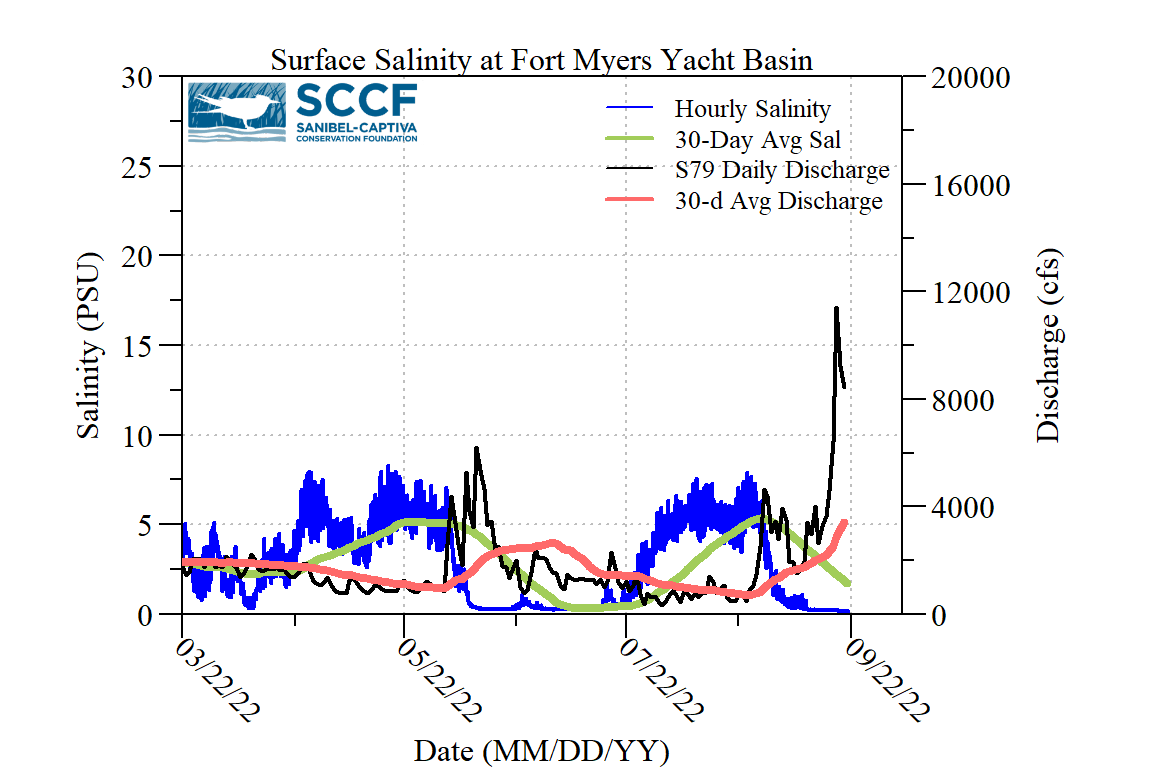 Surface Salinity at Fort Myers Yacht Basin
SCCF
SANIBEL-CAPTIVA
CONSERVATION FOUNDATION
Hourly Salinity
30-Day Avg Sal
S79 Daily Discharge
30-d Avg Discharge
Salinity (PSU)
30
25
20
15
10
5
0
20000
16000
12000
8000
4000
0
Discharge (cfs)
03/22/22
05/22/22
07/22/22
09/22/22
Date (MM/DD/YY)